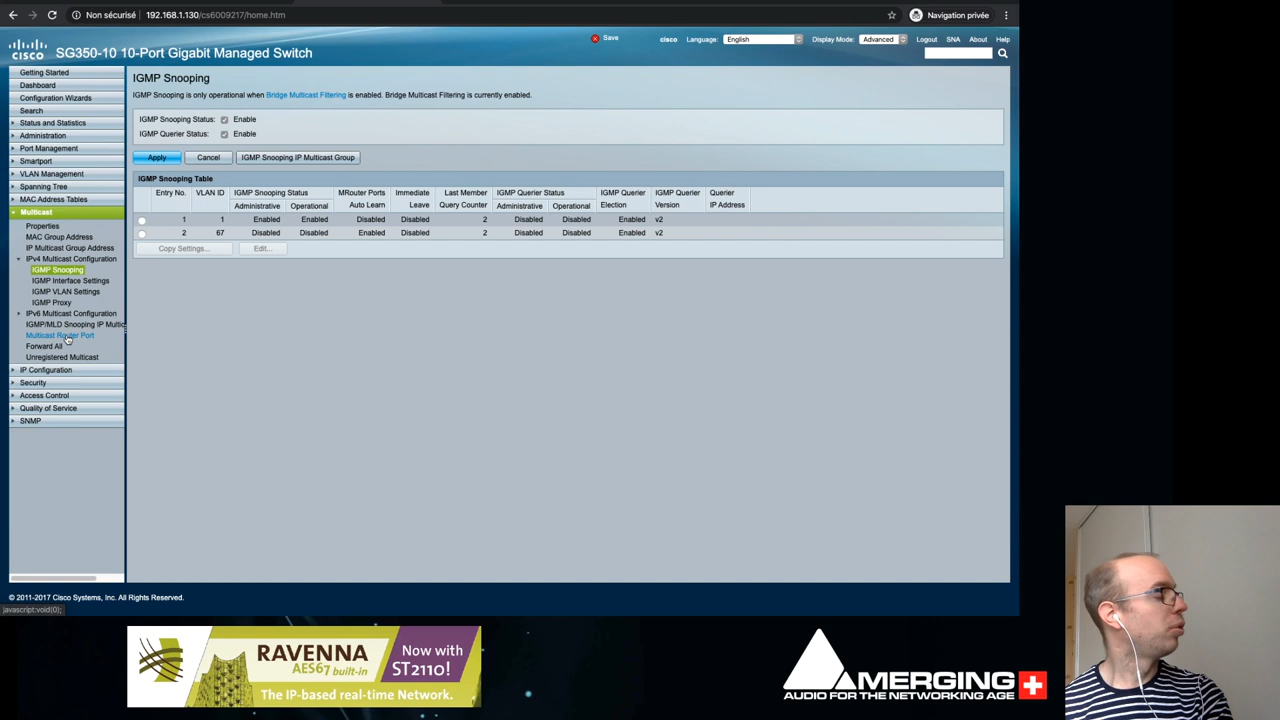 Non sécurisé | 192.168.1.130/cs6009217/home.htm
Navigation privée
CISCO
SG350-10 10-Port Gigabit Managed Switch
Save
cisco Language: English Display Mode: Advanced Logout SNA About Help
Getting Started
Dashboard
Configuration Wizards
Search
Status and Statistics
Administration
Port Management
Smartport
VLAN Management
Spanning Tree
MAC Address Tables
Multicast
Properties
MAC Group Address
IP Multicast Group Address
IPv4 Multicast Configuration
IGMP Snooping
IGMP Interface Settings
IGMP VLAN Settings
IGMP Proxy
IPv6 Multicast Configuration
IGMP/MLD Snooping IP Multic
Multicast Router Port
Forward All
Unregistered Multicast
IP Configuration
Security
Access Control
Quality of Service
SNMP
IGMP Snooping
IGMP Snooping is only operational when Bridge Multicast Filtering is enabled. Bridge Multicast Filtering is currently enabled.
IGMP Snooping Status: Enable
IGMP Querier Status: Enable
Apply Cancel IGMP Snooping IP Multicast Group
IGMP Snooping Table
Entry No. VLAN ID IGMP Snooping Status MRouter Ports Immediate Last Member IGMP Querier Status IGMP Querier IGMP Querier Querier
Administrative Operational Auto Learn Leave Query Counter Administrative Operational Election Version IP Address
1 1 Enabled Enabled Disabled Disabled 2 Disabled Disabled Enabled v2
2 67 Disabled Disabled Enabled Disabled 2 Disabled Disabled Enabled v2
Copy Settings... Edit...
© 2011-2017 Cisco Systems, Inc. All Rights Reserved.
javascript:void(0);
RAVENNA
AES67 built-in
The IP-based real-time Network.
Now with
ST2110!
MERGING
AUDIO FOR THE NETWORKING AGE